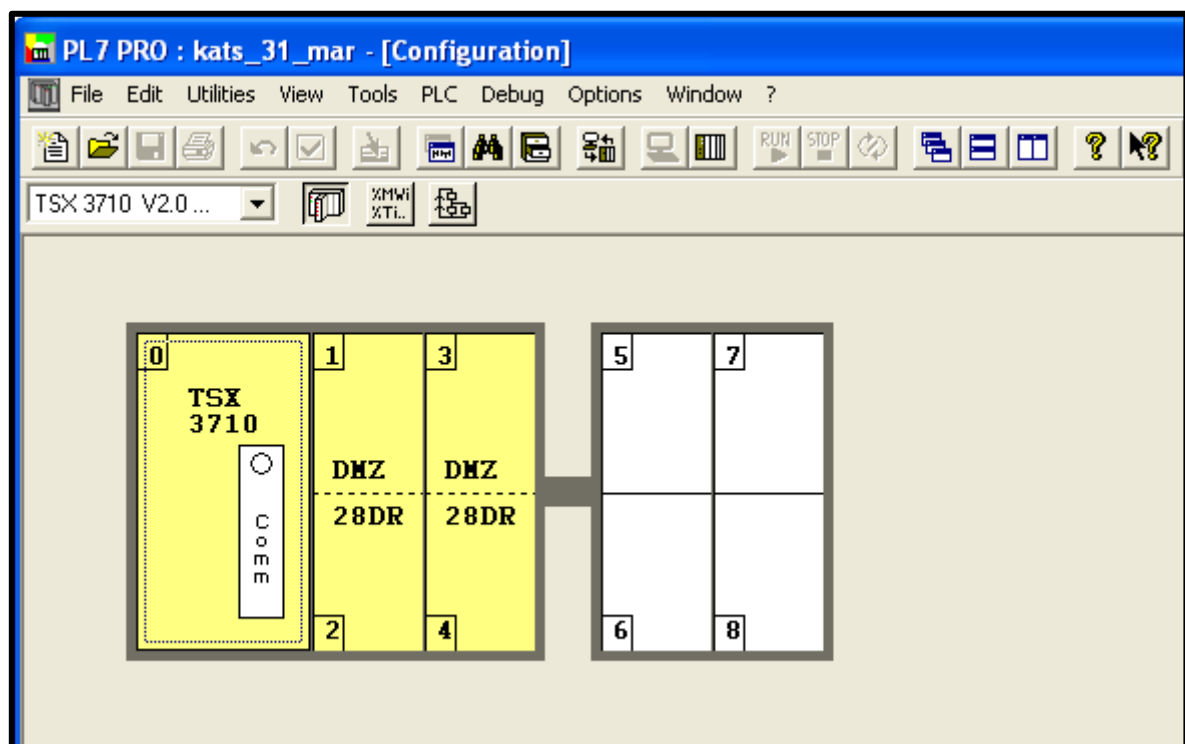 PL7 PRO : kats_31_mar - [Configuration]
File Edit Utilities View Tools PLC Debug Options Window ?
RUN STOP
TSX 3710 V2.0 ... %MWi %Ti..
0 1 3 5 7
TSX
3710
DMZ DMZ
28DR 28DR
Comm
2 4 6 8